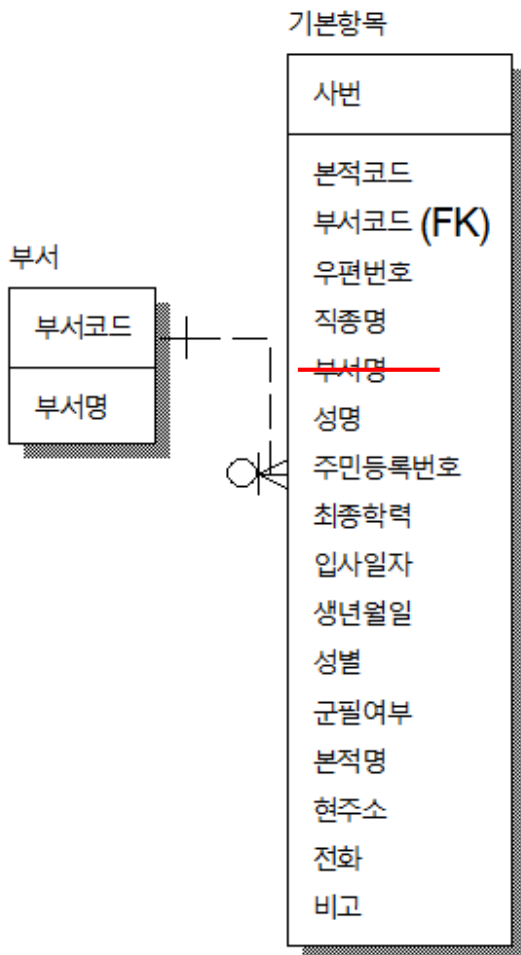 기본항목
사번
본적코드
부서코드 (FK)
우편번호
직종명
부서명
성명
주민등록번호
최종학력
입사일자
생년월일
성별
군필여부
본적명
현주소
전화
비고
부서
부서코드
부서명